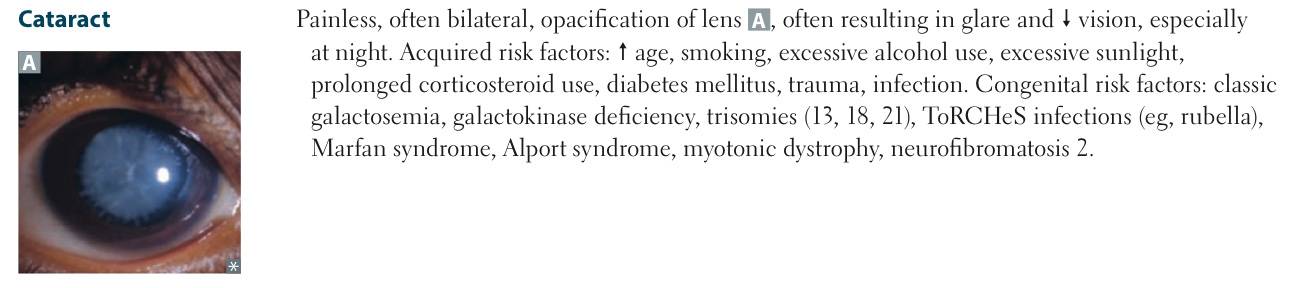 Cataract
Painless, often bilateral, opacification of lens A, often resulting in glare and ↓ vision, especially
at night. Acquired risk factors: ↑ age, smoking, excessive alcohol use, excessive sunlight,
prolonged corticosteroid use, diabetes mellitus, trauma, infection. Congenital risk factors: classic
galactosemia, galactokinase deficiency, trisomies (13, 18, 21), ToRCHeS infections (eg, rubella),
Marfan syndrome, Alport syndrome, myotonic dystrophy, neurofibromatosis 2.
A
*